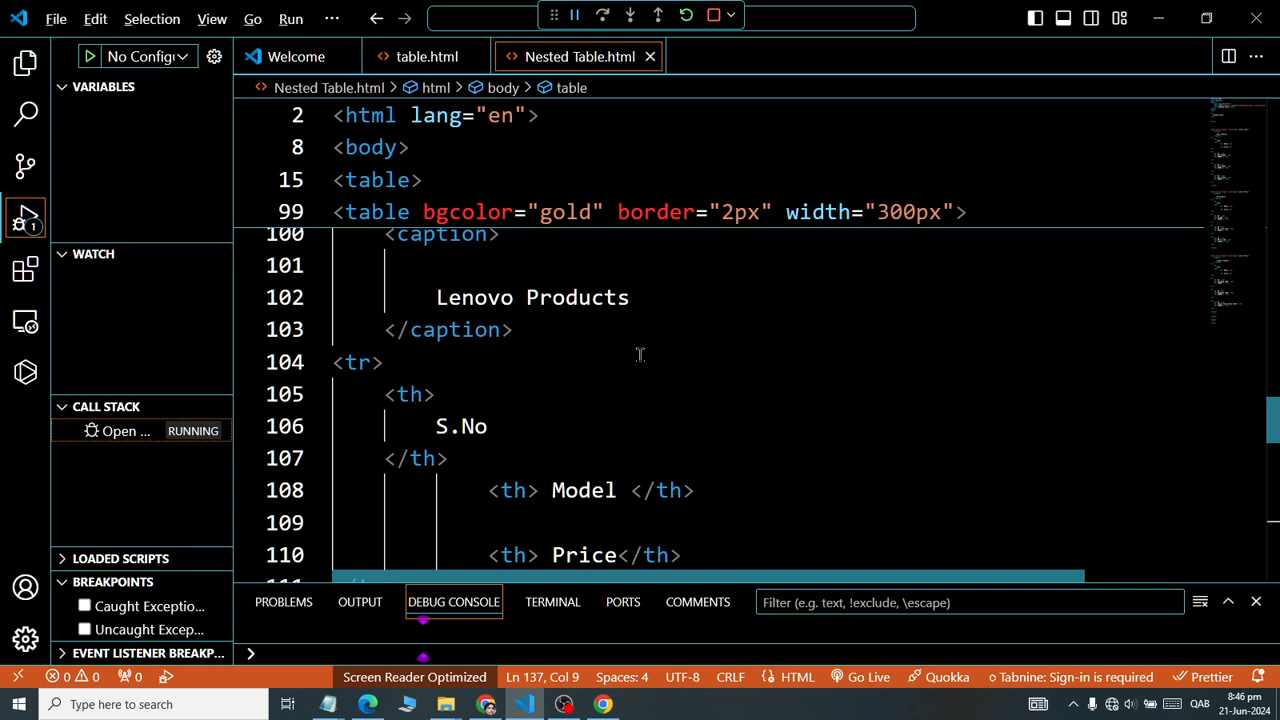 File Edit Selection View Go Run ···
No Configu
Welcome table.html Nested Table.html
VARIABLES
Nested Table.html > html > body > table
2 <html lang="en">
8 <body>
15 <table>
99 <table bgcolor="gold" border="2px" width="300px">
100 <caption>
101
102 Lenovo Products
103 </caption>
104 <tr>
105 <th>
106 S.No
107 </th>
108 <th> Model </th>
109
110 <th> Price</th>
WATCH
CALL STACK
Open ... RUNNING
LOADED SCRIPTS
BREAKPOINTS
Caught Exceptio...
Uncaught Excep...
EVENT LISTENER BREAKP...
1
PROBLEMS OUTPUT DEBUG CONSOLE TERMINAL PORTS COMMENTS Filter (e.g. text, !exclude, \escape)
0 0 0 Screen Reader Optimized Ln 137, Col 9 Spaces: 4 UTF-8 CRLF HTML Go Live Quokka Tabnine: Sign-in is required Prettier
Type here to search
QAB
8:46 pm
21-Jun-2024